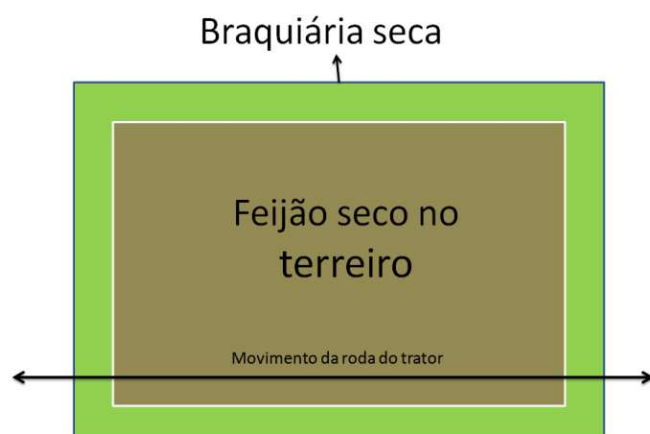 Braquiária seca
Feijão seco no
terreiro
Movimento da roda do trator